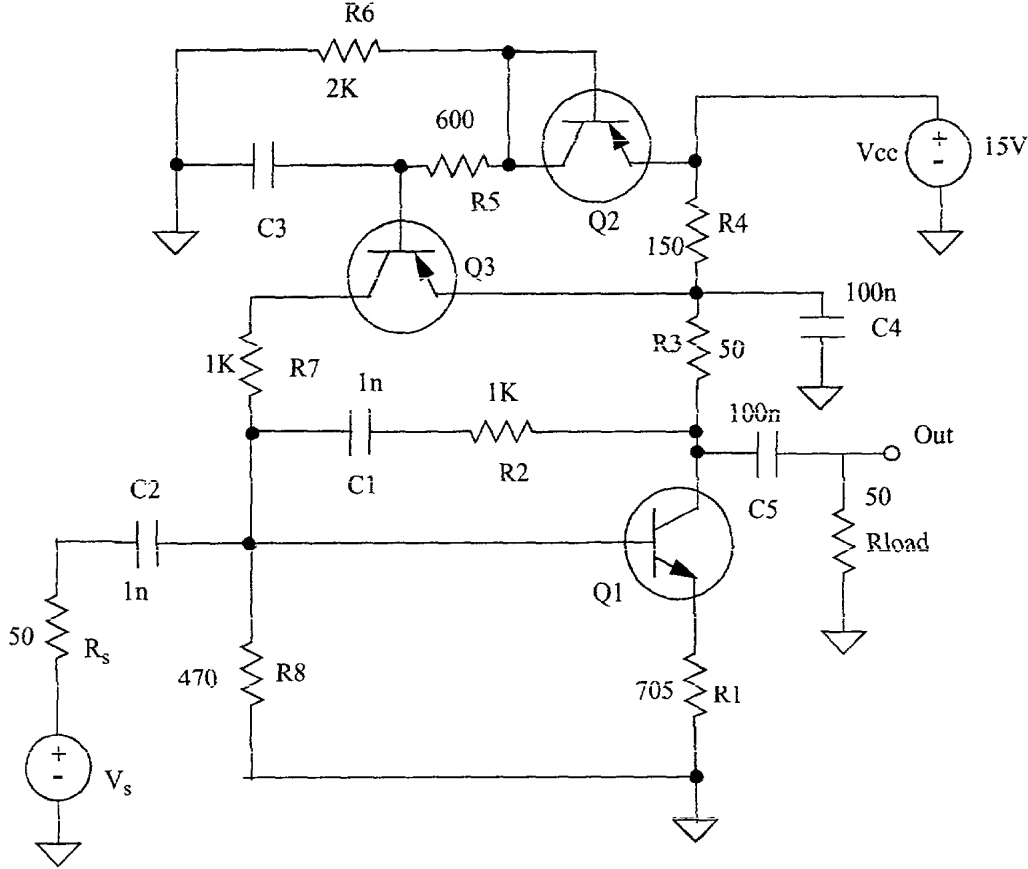 R6
2K
600
R5
Q2
Vcc
+
-
15V
C3
Q3
R4
150
100n
C4
R3
50
1K
R7
1n
C1
1K
R2
100n
C5
Out
C2
1n
Q1
50
Rload
50
Rs
470
R8
705
R1
+
-
Vs